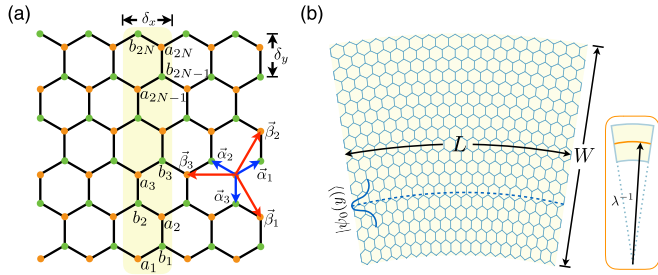 (a)
δₓ
b₂N
a₂N
δᵧ
b₂N₋₁
a₂N₋₁
β⃗₂
b₃
β⃗₃
α⃗₂
a₃
α⃗₁
α⃗₃
b₂
a₂
β⃗₁
a₁
b₁
(b)
L
W
|ψ₀(y)⟩
λ⁻¹